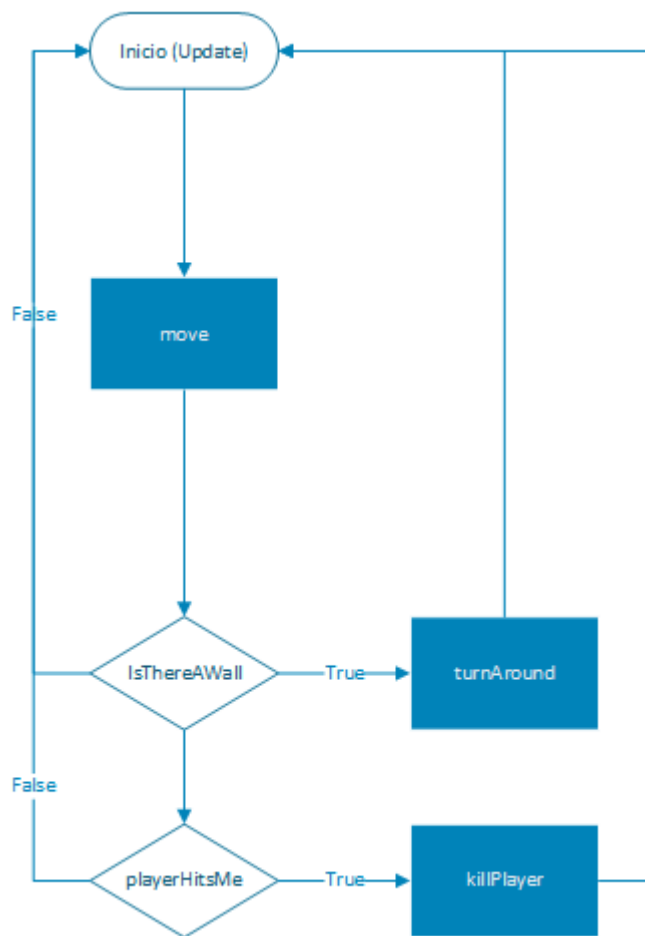 Inicio (Update)
False
move
IsThereAWall
True
turnAround
False
playerHitsMe
True
killPlayer